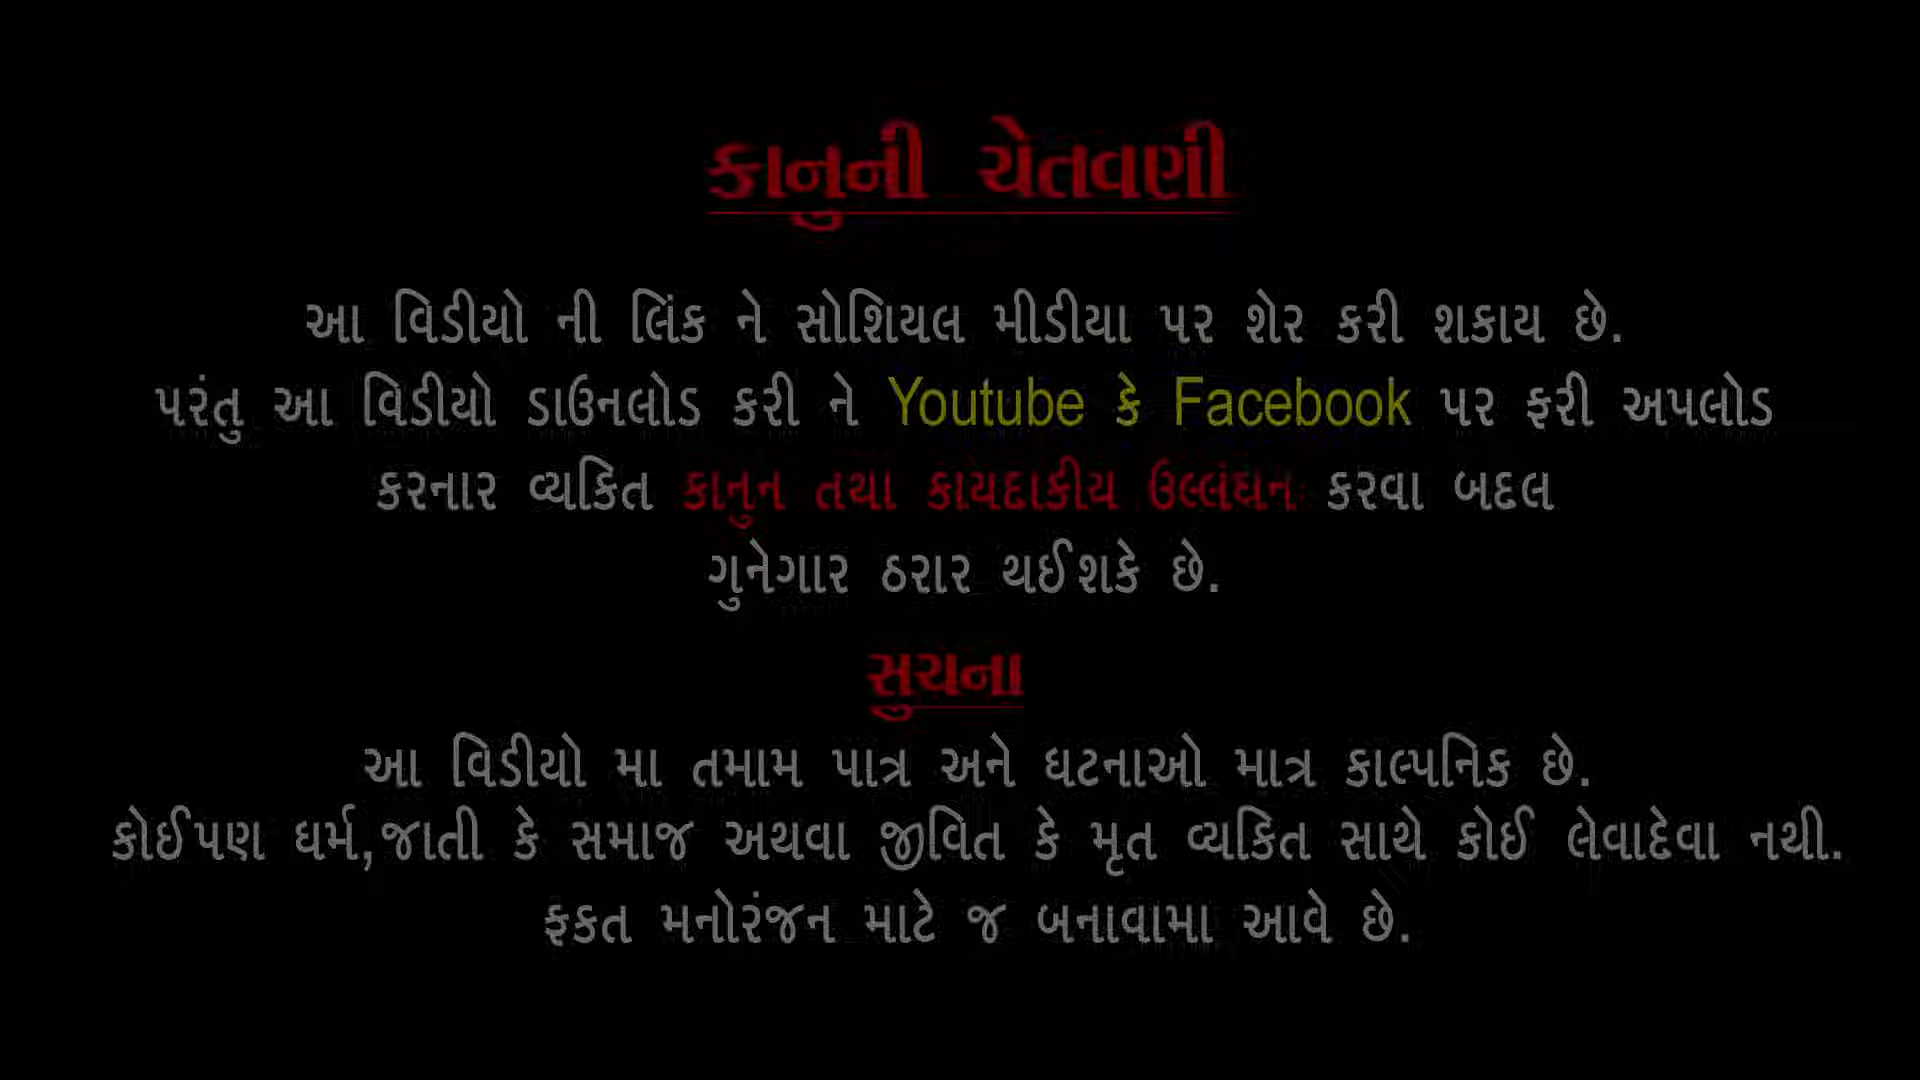 કાનુની ચેતવણી
આ વિડીયો ની લિંક ને સોશિયલ મીડીયા પર શેર કરી શકાય છે.
પરંતુ આ વિડીયો ડાઉનલોડ કરી ને Youtube કે Facebook પર ફરી અપલોડ
કરનાર વ્યકિત કાનુન તથા કાયદાકીય ઉલ્લંઘન કરવા બદલ
ગુનેગાર ઠરાર થઈશકે છે.
સુચના
આ વિડીયો મા તમામ પાત્ર અને ઘટનાઓ માત્ર કાલ્પનિક છે.
કોઈપણ ધર્મ,જાતી કે સમાજ અથવા જીવિત કે મૃત વ્યકિત સાથે કોઈ લેવાદેવા નથી.
ફકત મનોરંજન માટે જ બનાવામા આવે છે.